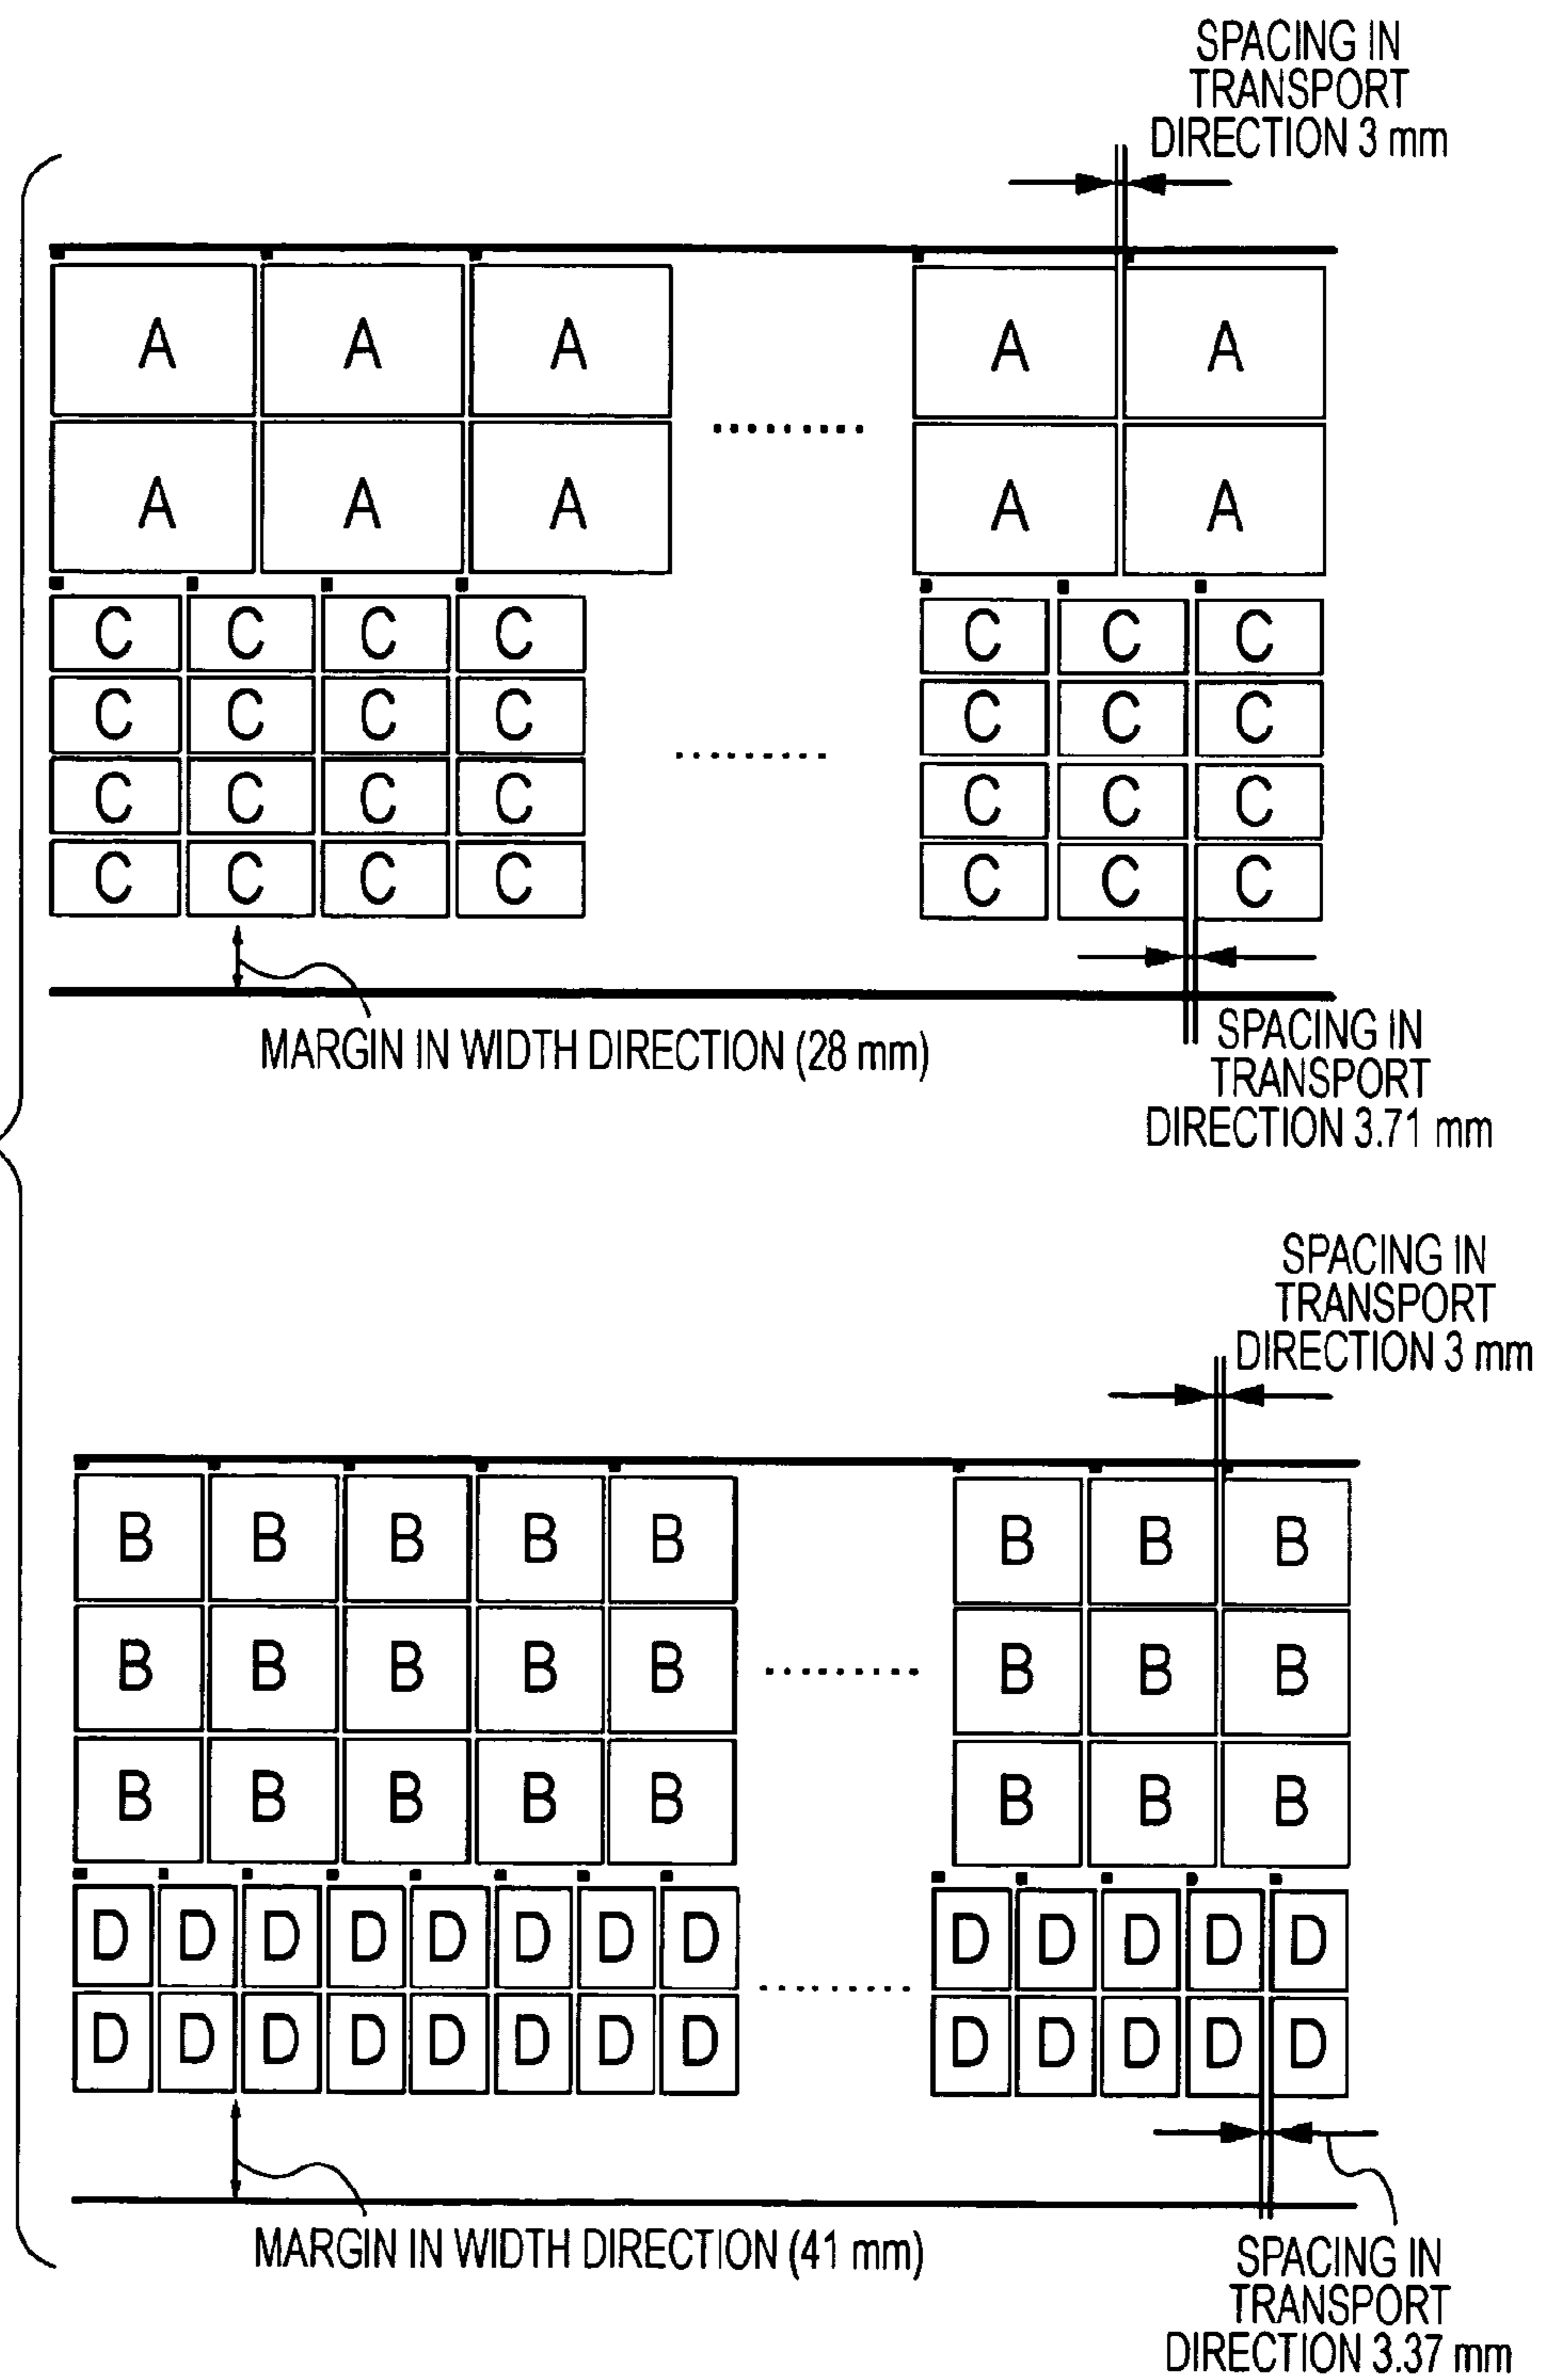 SPACING IN
TRANSPORT
DIRECTION 3 mm
A A A A A
A A A A A
C C C C C C C
C C C C C C C
C C C C C C C
C C C C C C C
MARGIN IN WIDTH DIRECTION (28 mm)
SPACING IN
TRANSPORT
DIRECTION 3.71 mm
SPACING IN
TRANSPORT
DIRECTION 3 mm
B B B B B B B B
B B B B B B B B
B B B B B B B B
D D D D D D D D D D D D D
D D D D D D D D D D D D D
MARGIN IN WIDTH DIRECTION (41 mm)
SPACING IN
TRANSPORT
DIRECTION 3.37 mm